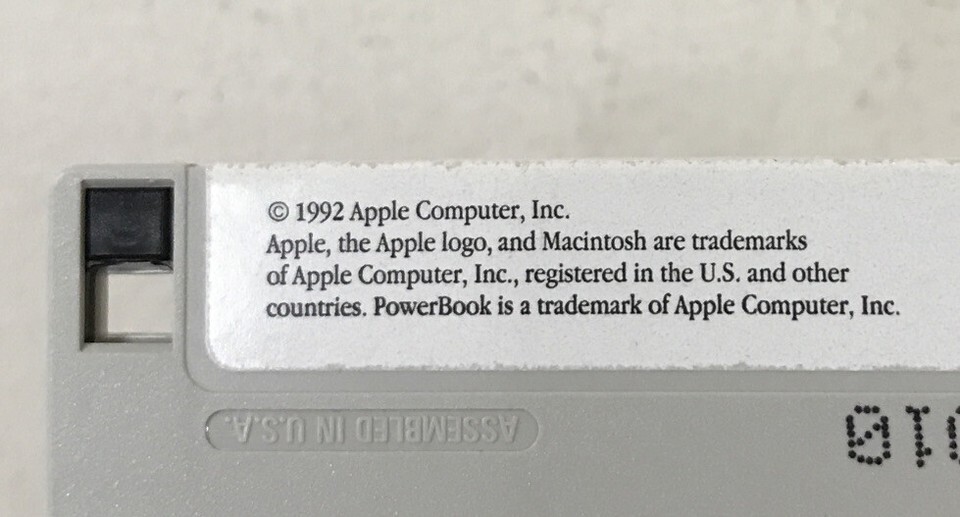 © 1992 Apple Computer, Inc.
Apple, the Apple logo, and Macintosh are trademarks
of Apple Computer, Inc., registered in the U.S. and other
countries. PowerBook is a trademark of Apple Computer, Inc.
ASSEMBLED IN U.S.A.